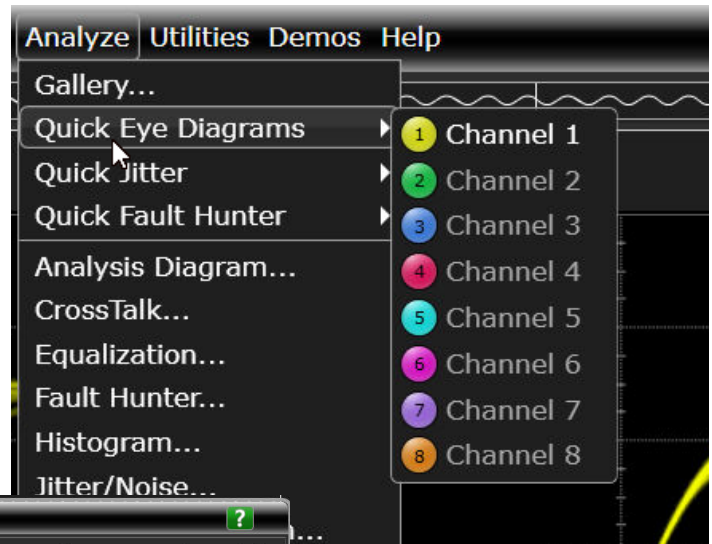 Analyze Utilities Demos Help
Gallery...
Quick Eye Diagrams
1 Channel 1
2 Channel 2
Quick Jitter
3 Channel 3
Quick Fault Hunter
4 Channel 4
Analysis Diagram...
5 Channel 5
CrossTalk...
6 Channel 6
Equalization...
7 Channel 7
Fault Hunter...
8 Channel 8
Histogram...
Jitter/Noise...
?